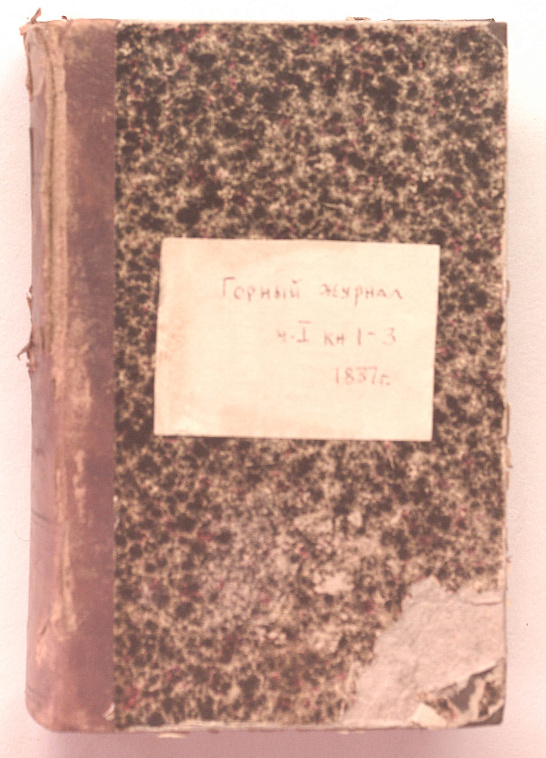 Горный журнал
ч-I кн 1-3
1837г.